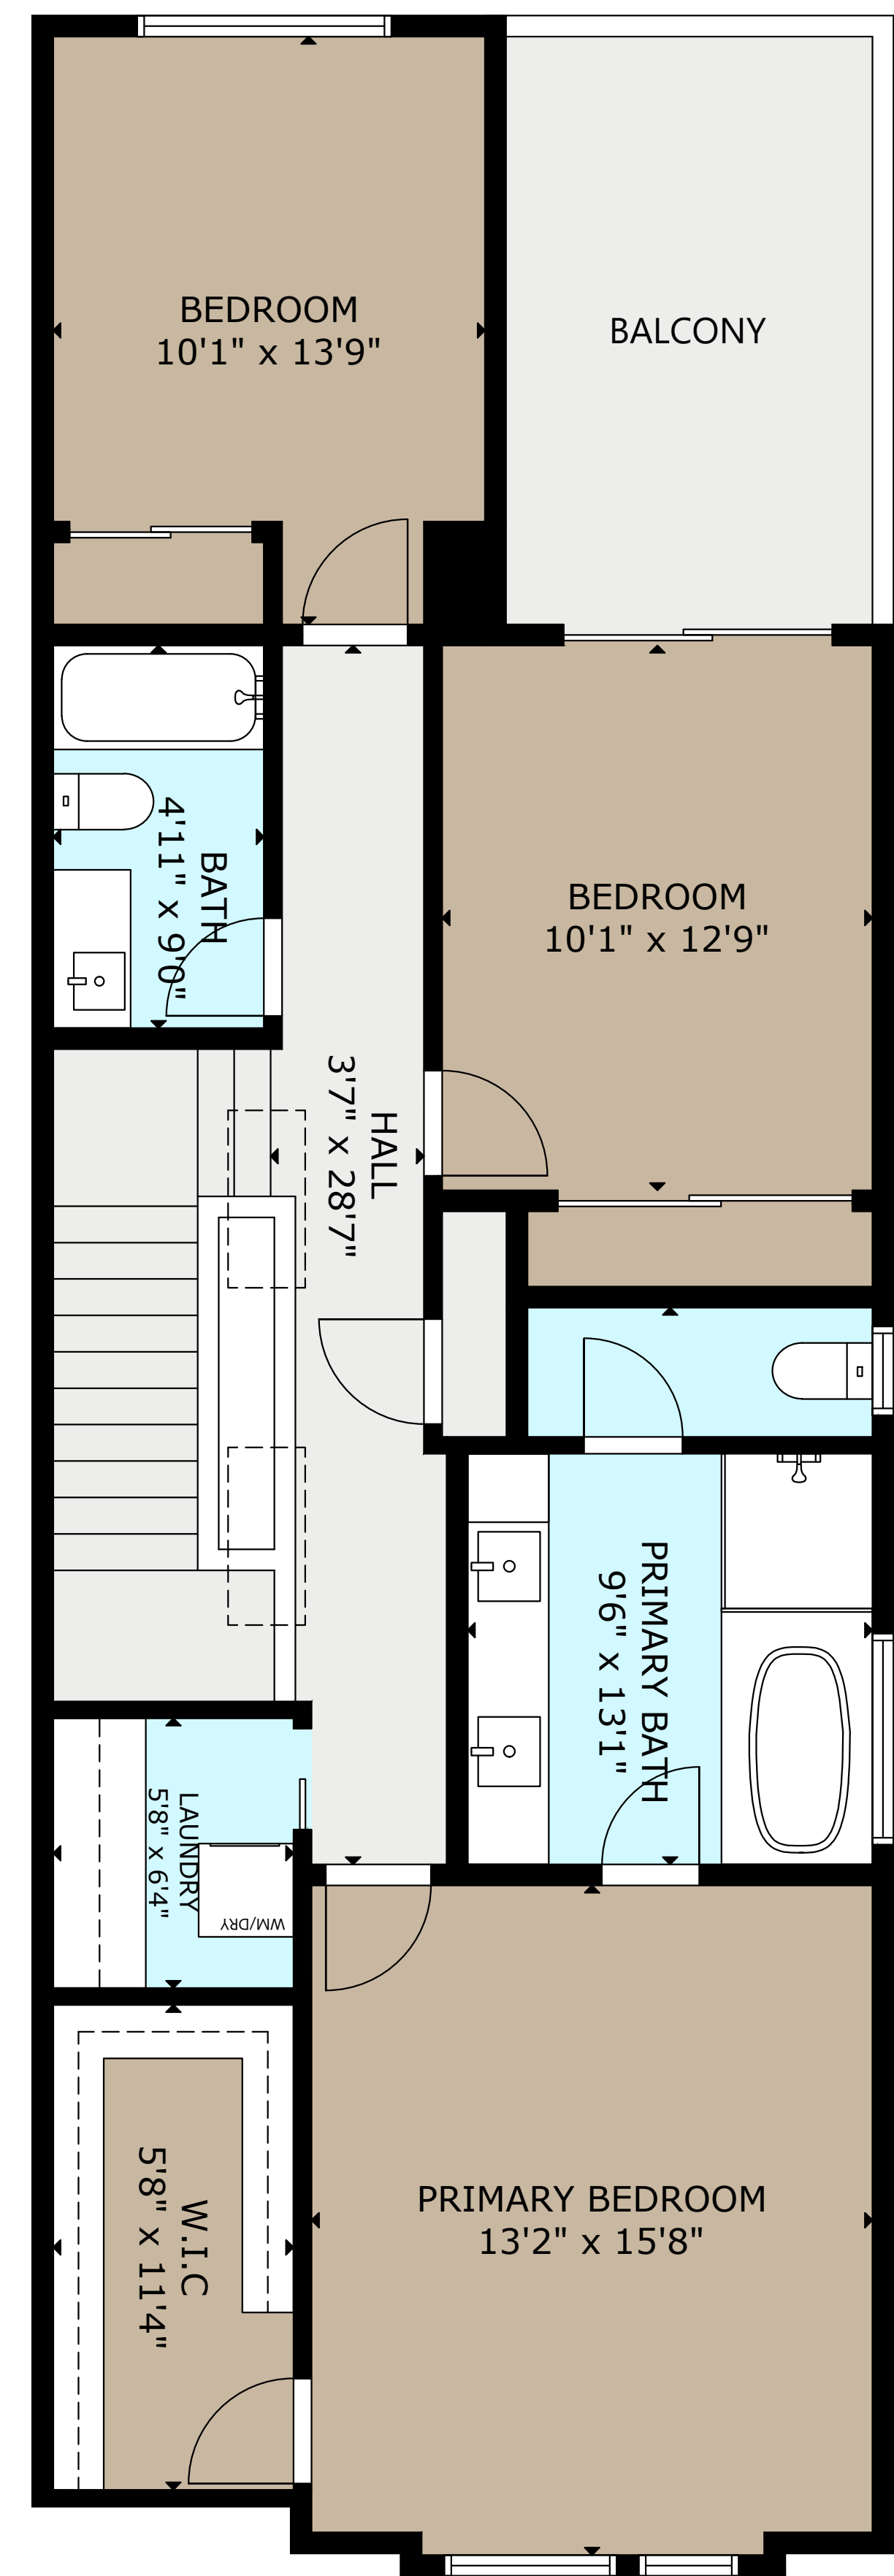 BEDROOM
10'1" x 13'9"
BALCONY
BATH
4'11" x 9'0"
BEDROOM
10'1" x 12'9"
HALL
3'7" x 28'7"
PRIMARY BATH
9'6" x 13'1"
LAUNDRY
5'8" x 6'4"
WM/DRY
PRIMARY BEDROOM
13'2" x 15'8"
W.I.C
5'8" x 11'4"